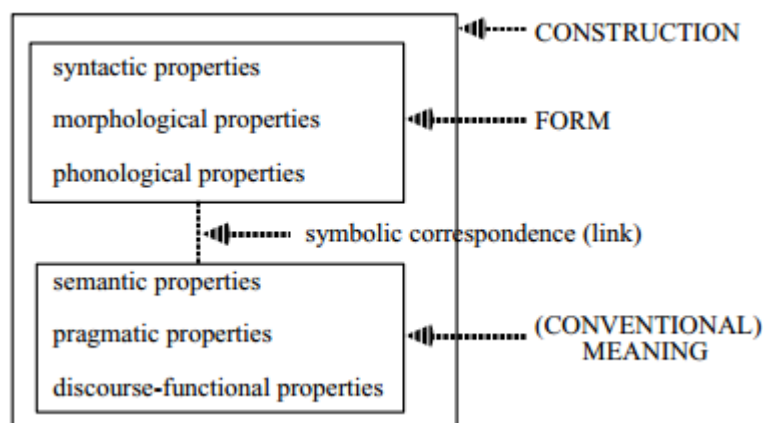 CONSTRUCTION
syntactic properties
morphological properties
FORM
phonological properties
symbolic correspondence (link)
semantic properties
pragmatic properties
(CONVENTIONAL)
MEANING
discourse-functional properties